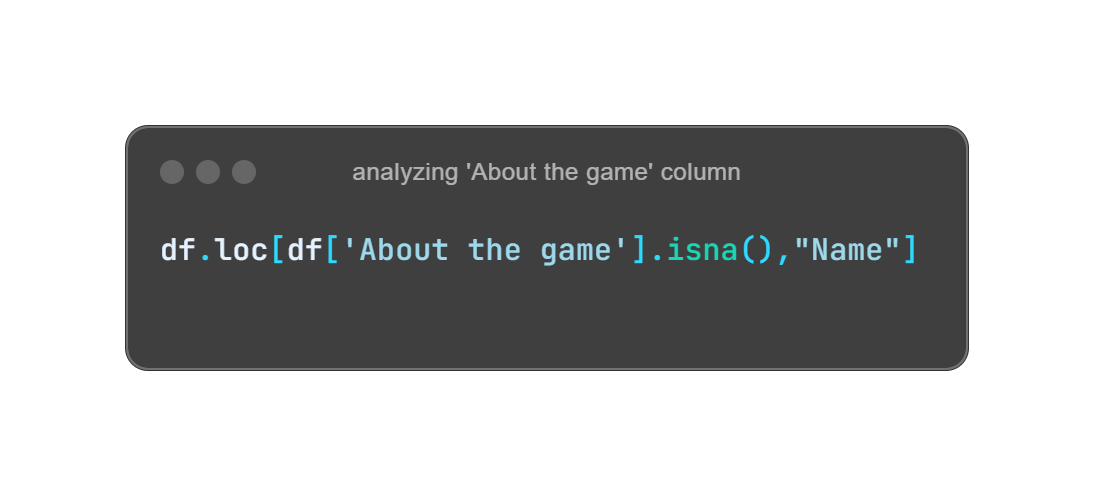 analyzing 'About the game' column
df.loc[df['About the game'].isna(),"Name"]